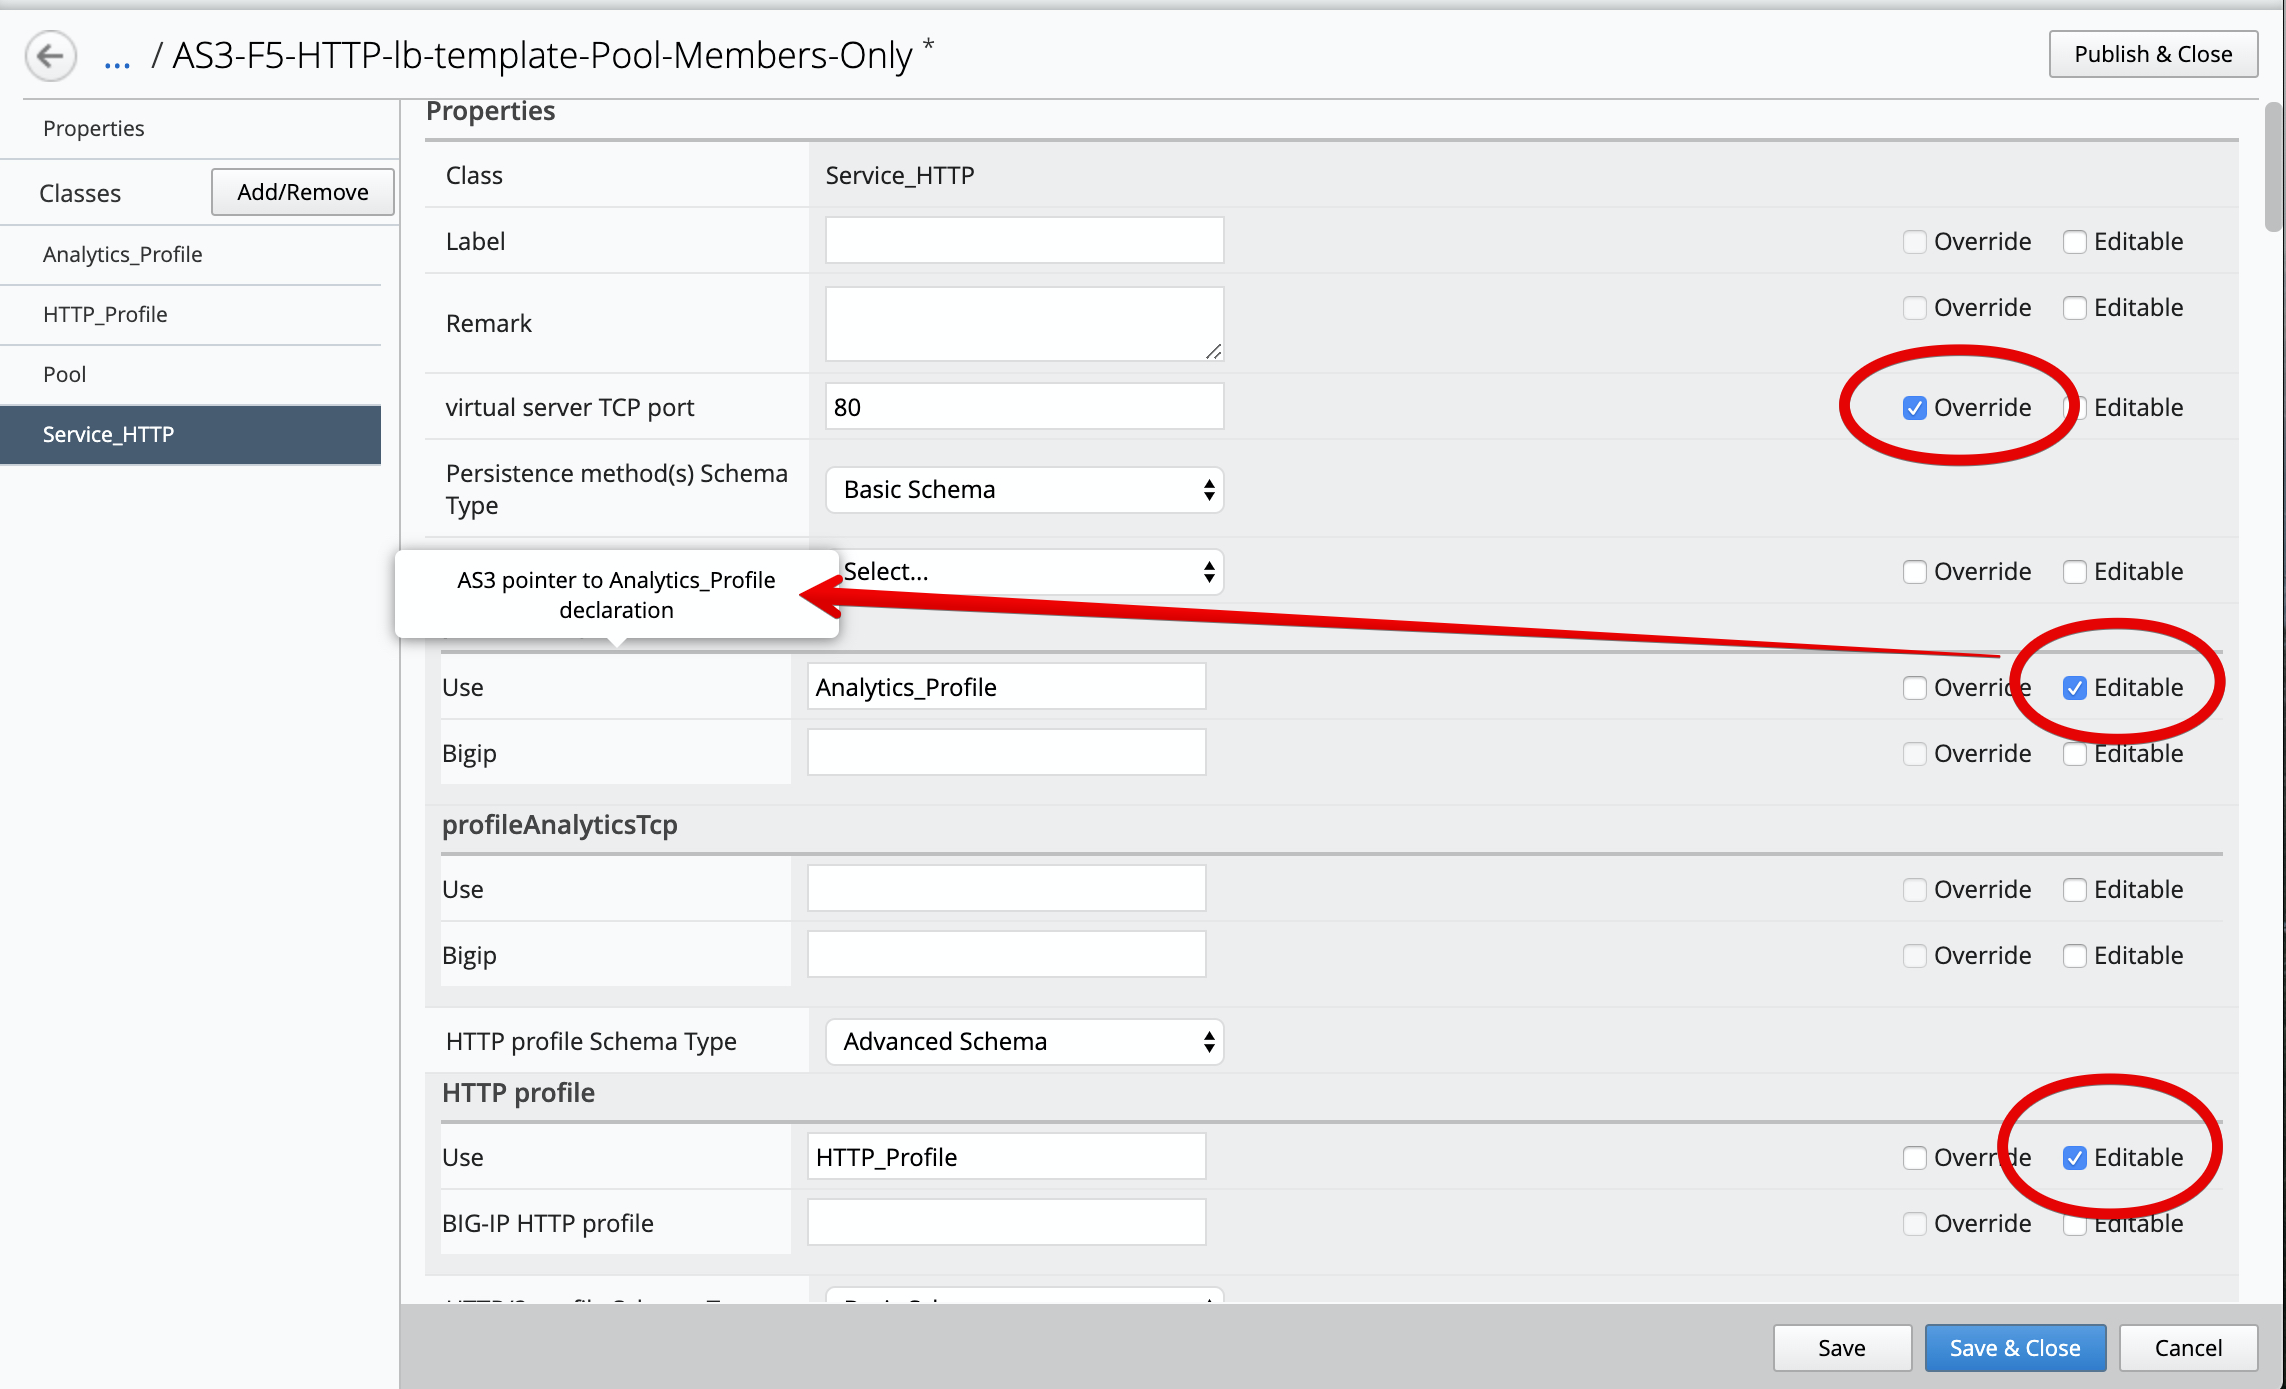 ... / AS3-F5-HTTP-lb-template-Pool-Members-Only *
Publish & Close
Properties
Classes
Add/Remove
Analytics_Profile
HTTP_Profile
Pool
Service_HTTP
Properties
Class Service_HTTP
Label Override Editable
Remark Override Editable
virtual server TCP port 80 Override Editable
Persistence method(s) Schema
Type
Basic Schema
Select... Override Editable
AS3 pointer to Analytics_Profile
declaration
Use Analytics_Profile Override Editable
Bigip Override Editable
profileAnalyticsTcp
Use Override Editable
Bigip Override Editable
HTTP profile Schema Type Advanced Schema
HTTP profile
Use HTTP_Profile Override Editable
BIG-IP HTTP profile Override Editable
Save Save & Close Cancel